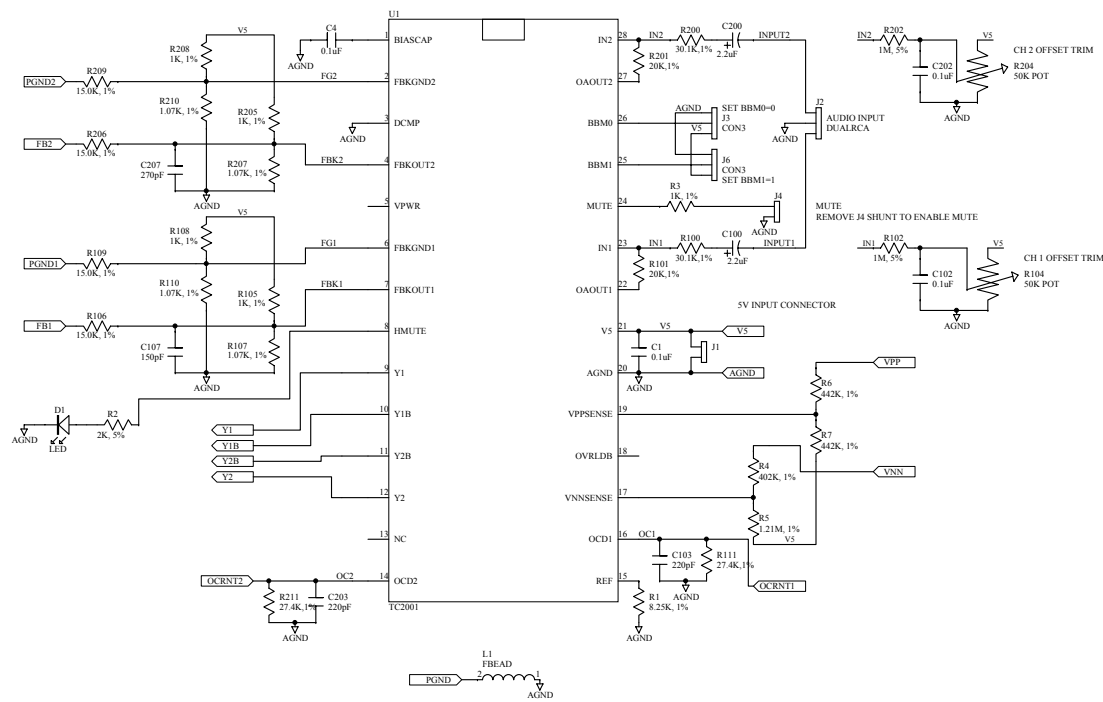 U1
C4
0.1uF
AGND
1
BIASCAP
V5
R208
1K, 1%
PGND2
R209
15.0K, 1%
FG2
2
FBKGND2
R210
1.07K, 1%
R205
1K, 1%
3
DCMP
AGND
FB2
R206
15.0K, 1%
C207
270pF
R207
1.07K, 1%
FBK2
4
FBKOUT2
AGND
5
VPWR
V5
R108
1K, 1%
PGND1
R109
15.0K, 1%
FG1
6
FBKGND1
R110
1.07K, 1%
R105
1K, 1%
FBK1
7
FBKOUT1
FB1
R106
15.0K, 1%
C107
150pF
R107
1.07K, 1%
8
HMUTE
AGND
9
Y1
D1
LED
AGND
R2
2K, 5%
10
Y1B
Y1
Y1B
Y2B
Y2
11
Y2B
12
Y2
13
NC
OCRNT2
OC2
14
OCD2
R211
27.4K,1%
C203
220pF
AGND
TC2001
IN2
28
IN2
R200
30.1K,1%
C200
+
2.2uF
INPUT2
R201
20K,1%
OAOUT2
27
BBM0
26
AGND
V5
SET BBM0=0
J3
CON3
BBM1
25
J6
CON3
SET BBM1=1
J2
AUDIO INPUT
DUALRCA
AGND
MUTE
24
R3
1K, 1%
J4
AGND
MUTE
REMOVE J4 SHUNT TO ENABLE MUTE
IN1
23
IN1
R100
30.1K,1%
C100
+
2.2uF
INPUT1
R101
20K,1%
OAOUT1
22
5V INPUT CONNECTOR
V5
21
V5
V5
C1
0.1uF
J1
AGND
20
AGND
AGND
VPP
R6
442K, 1%
VPPSENSE
19
R7
442K, 1%
OVRLDB
18
R4
402K, 1%
VNN
VNNSENSE
17
R5
1.21M, 1%
V5
OCD1
16
OC1
C103
220pF
R111
27.4K,1%
AGND
OCRNT1
REF
15
R1
8.25K, 1%
AGND
IN2
R202
1M, 5%
C202
0.1uF
V5
CH 2 OFFSET TRIM
R204
50K POT
AGND
IN1
R102
1M, 5%
C102
0.1uF
V5
CH 1 OFFSET TRIM
R104
50K POT
AGND
L1
FBEAD
PGND
2
1
AGND